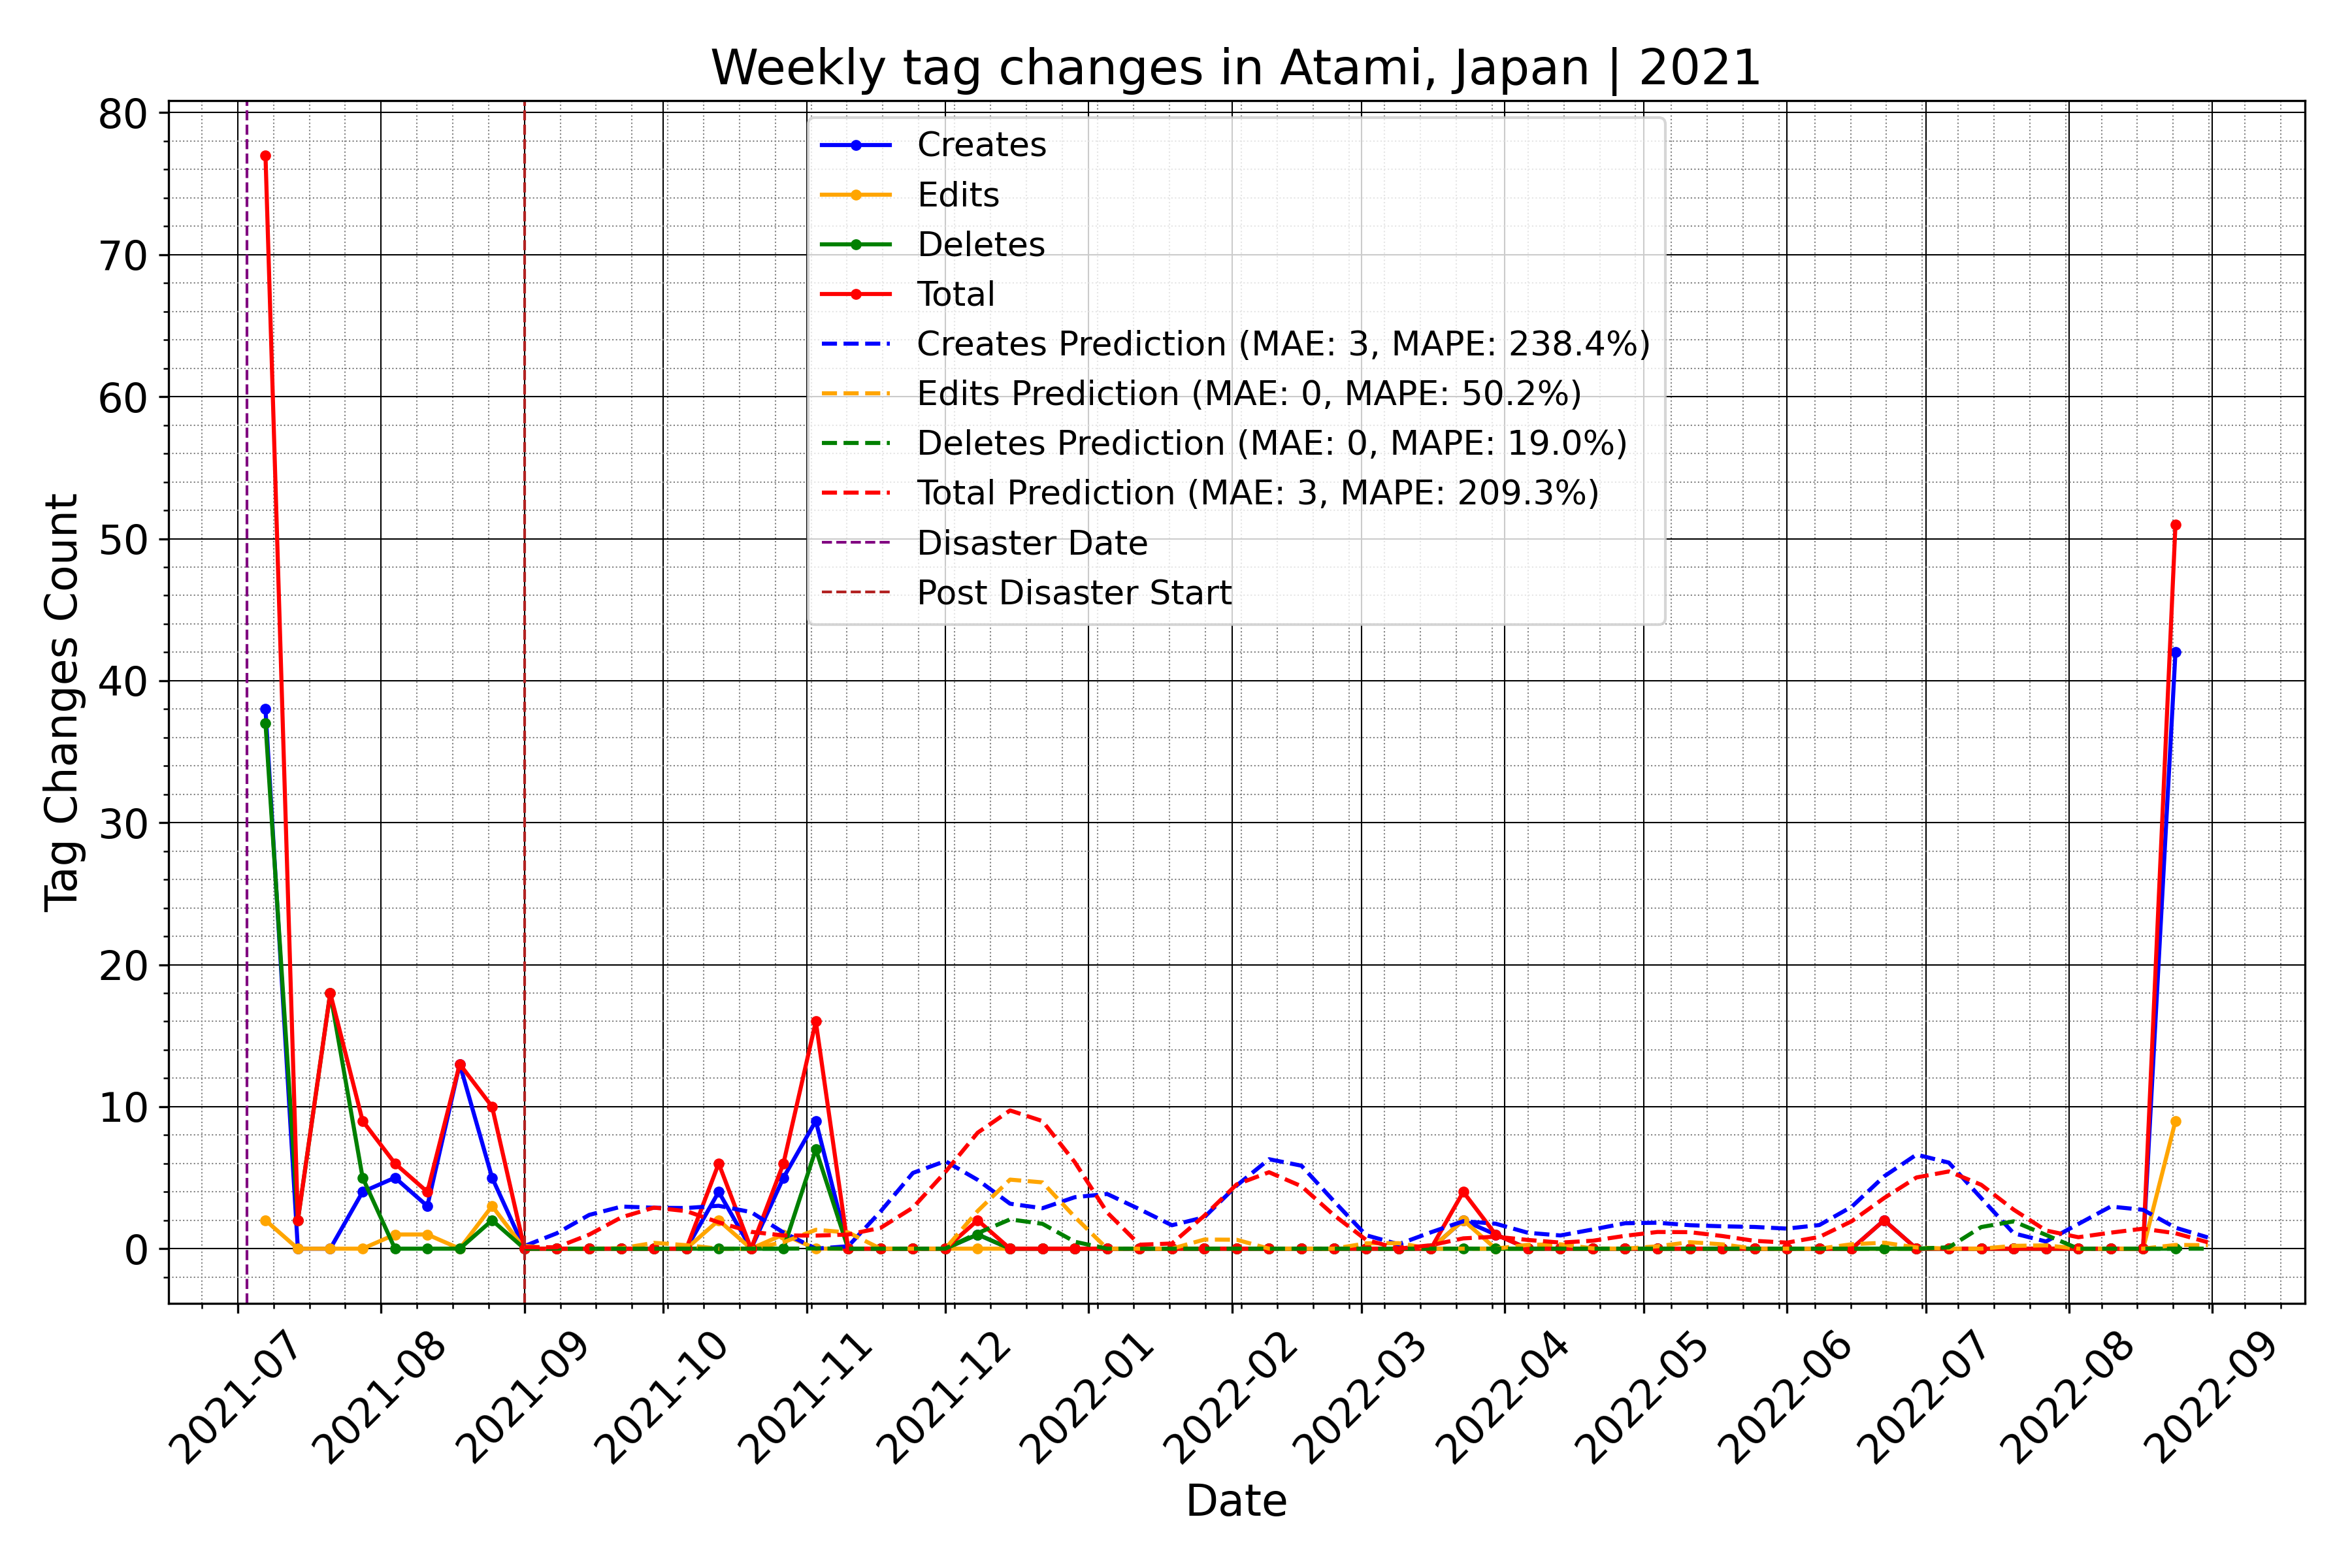 Weekly tag changes in Atami, Japan | 2021
Tag Changes Count
80
70
60
50
40
30
20
10
0
Creates
Edits
Deletes
Total
Creates Prediction (MAE: 3, MAPE: 238.4%)
Edits Prediction (MAE: 0, MAPE: 50.2%)
Deletes Prediction (MAE: 0, MAPE: 19.0%)
Total Prediction (MAE: 3, MAPE: 209.3%)
Disaster Date
Post Disaster Start
2021-07
2021-08
2021-09
2021-10
2021-11
2021-12
2022-01
2022-02
2022-03
2022-04
2022-05
2022-06
2022-07
2022-08
2022-09
Date